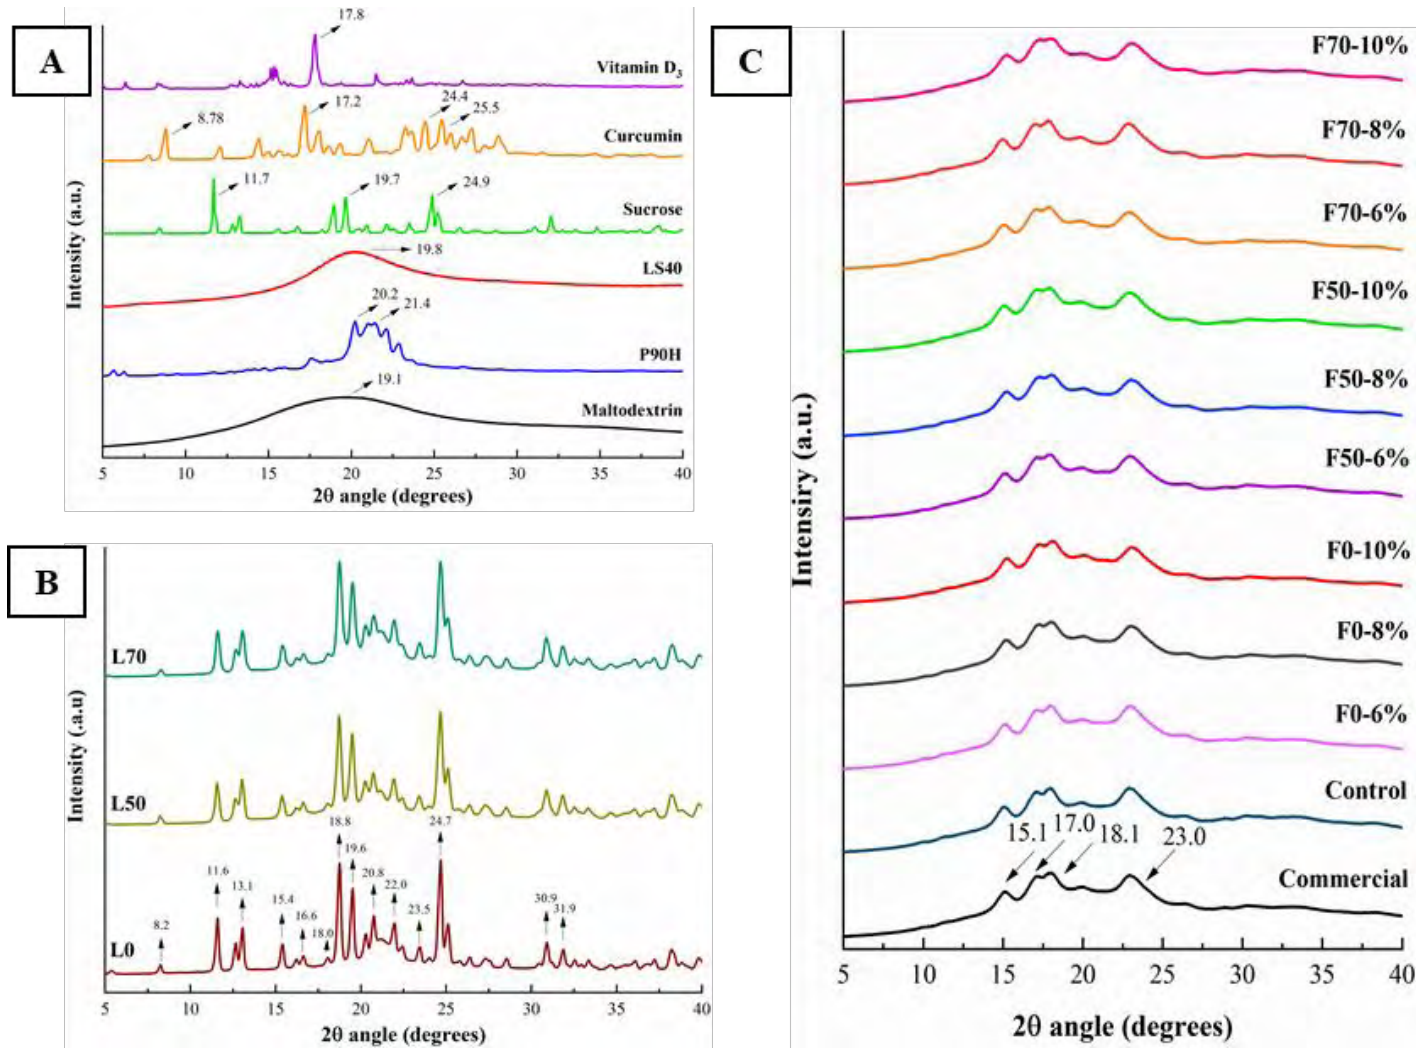 A
17.8
Vitamin D3
8.78
17.2
24.4
25.5
Curcumin
11.7
19.7
24.9
Sucrose
19.8
LS40
20.2
21.4
P90H
19.1
Maltodextrin
Intensity (a.u.)
5 10 15 20 25 30 35 40
2θ angle (degrees)
B
L70
L50
L0
8.2
11.6
13.1
15.4
16.6
18.0
18.8
19.6
20.8
22.0
23.5
24.7
30.9
31.9
Intensity (.a.u)
5 10 15 20 25 30 35 40
2θ angle (degrees)
C
F70-10%
F70-8%
F70-6%
F50-10%
F50-8%
F50-6%
F0-10%
F0-8%
F0-6%
Control
15.1
17.0
18.1
23.0
Commercial
Intensiry (a.u.)
5 10 15 20 25 30 35 40
2θ angle (degrees)